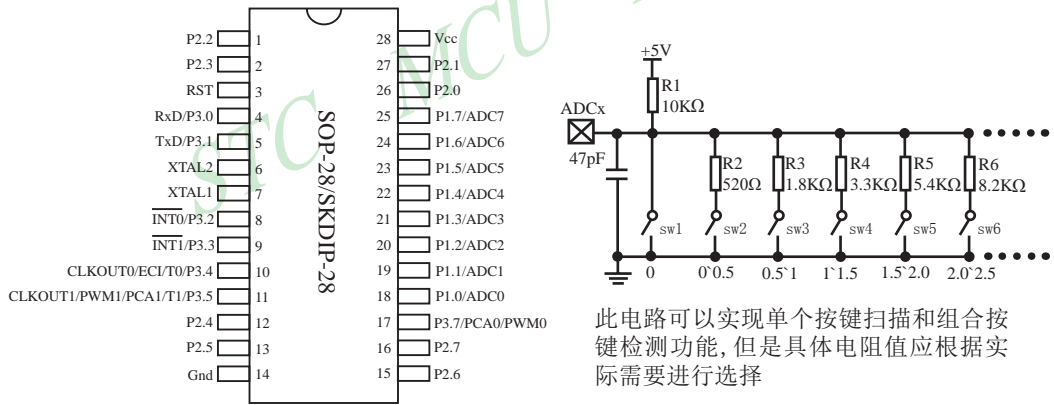 STC MCU
P2.2 1 28 Vcc
P2.3 2 27 P2.1
RST 3 26 P2.0
RxD/P3.0 4 25 P1.7/ADC7
TxD/P3.1 5 24 P1.6/ADC6
XTAL2 6 23 P1.5/ADC5
XTAL1 7 22 P1.4/ADC4
INT0/P3.2 8 21 P1.3/ADC3
INT1/P3.3 9 20 P1.2/ADC2
CLKOUT0/ECI/T0/P3.4 10 19 P1.1/ADC1
CLKOUT1/PWM1/PCA1/T1/P3.5 11 18 P1.0/ADC0
P2.4 12 17 P3.7/PCA0/PWM0
P2.5 13 16 P2.7
Gnd 14 15 P2.6
SOP-28/SKDIP-28
+5V
R1
10KΩ
ADCx
47pF
R2 R3 R4 R5 R6
520Ω 1.8KΩ 3.3KΩ 5.4KΩ 8.2KΩ
sw1 sw2 sw3 sw4 sw5 sw6
0 0`0.5 0.5`1 1`1.5 1.5`2.0 2.0`2.5
此电路可以实现单个按键扫描和组合按
键检测功能,但是具体电阻值应根据实
际需要进行选择